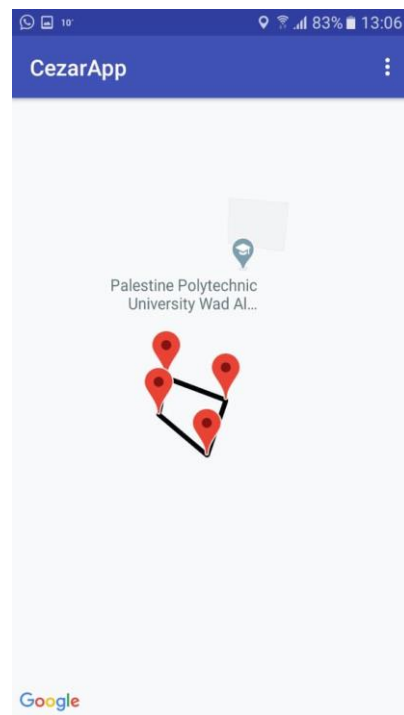 10°
83% 13:06
CezarApp
Palestine Polytechnic
University Wad Al...
Google